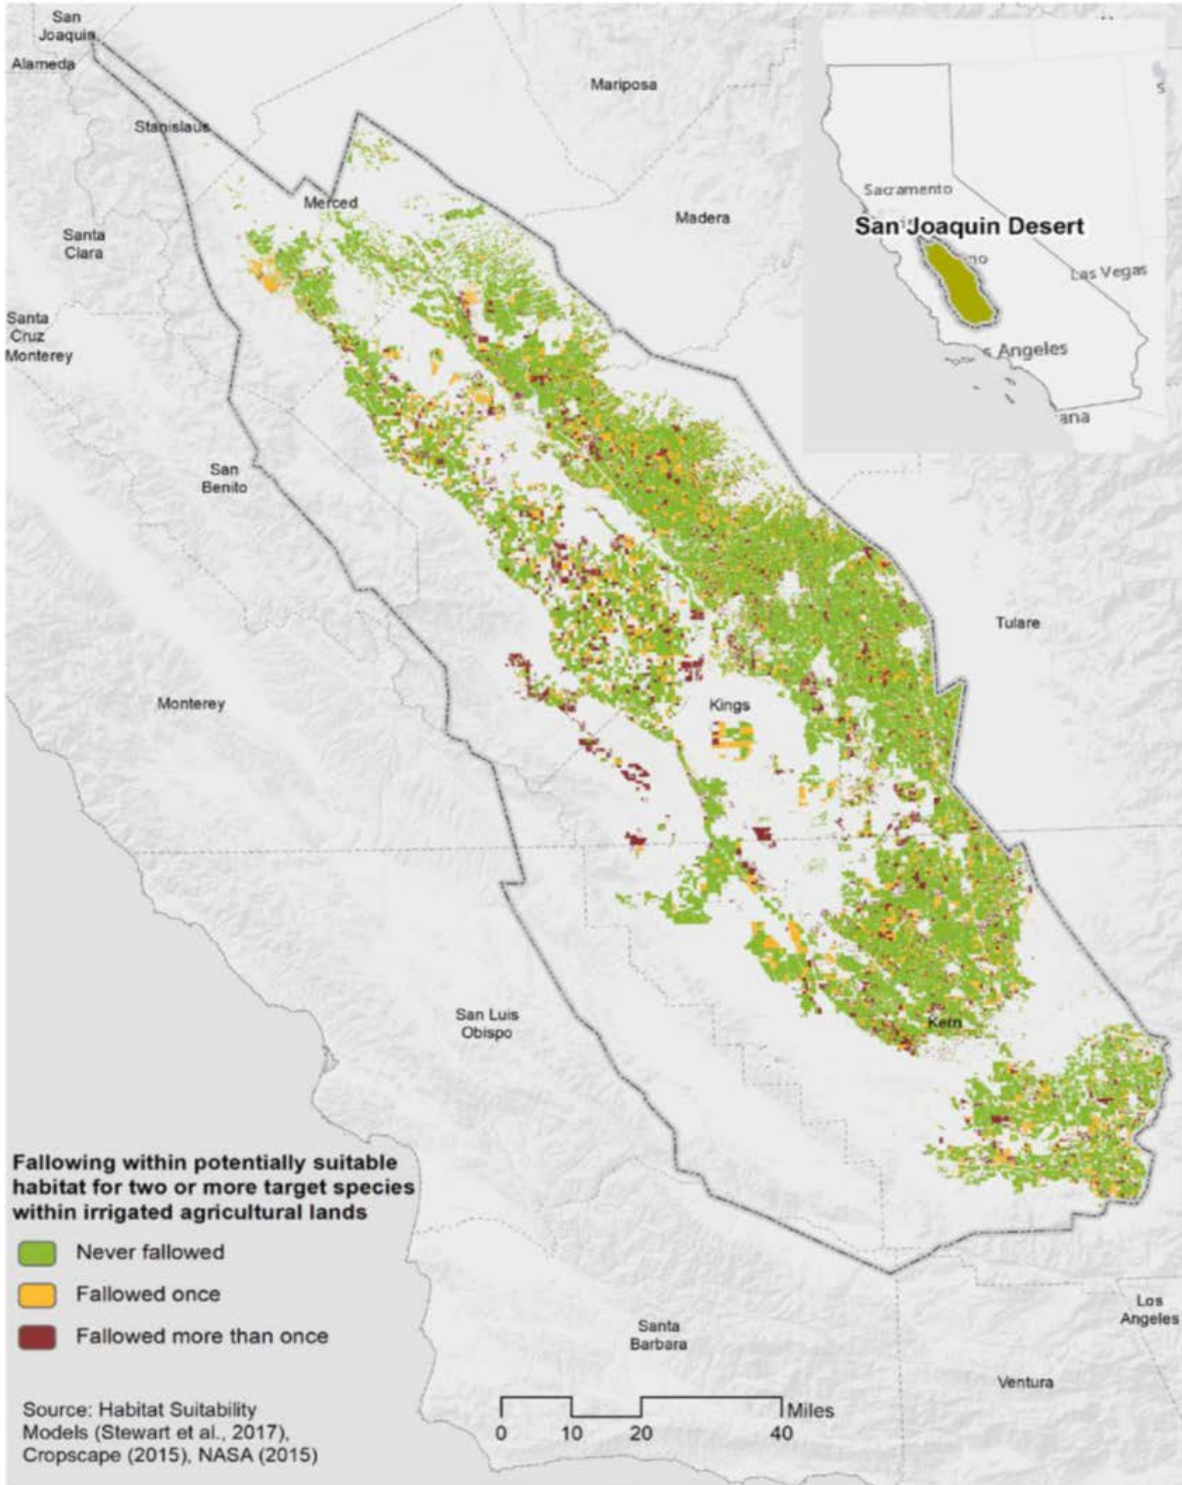 San
Joaquin
Alameda
Stanislaus
Mariposa
Merced
Madera
Santa
Clara
Santa
Cruz
Monterey
San
Benito
Monterey
Tulare
Kings
San Luis
Obispo
Kern
Sacramento
San Joaquin Desert
no
Las Vegas
s Angeles
ana
S
Fallowing within potentially suitable
habitat for two or more target species
within irrigated agricultural lands
Never fallowed
Fallowed once
Fallowed more than once
Source: Habitat Suitability
Models (Stewart et al., 2017),
Cropscape (2015), NASA (2015)
Santa
Barbara
Ventura
Los
Angeles
Miles
0 10 20 40